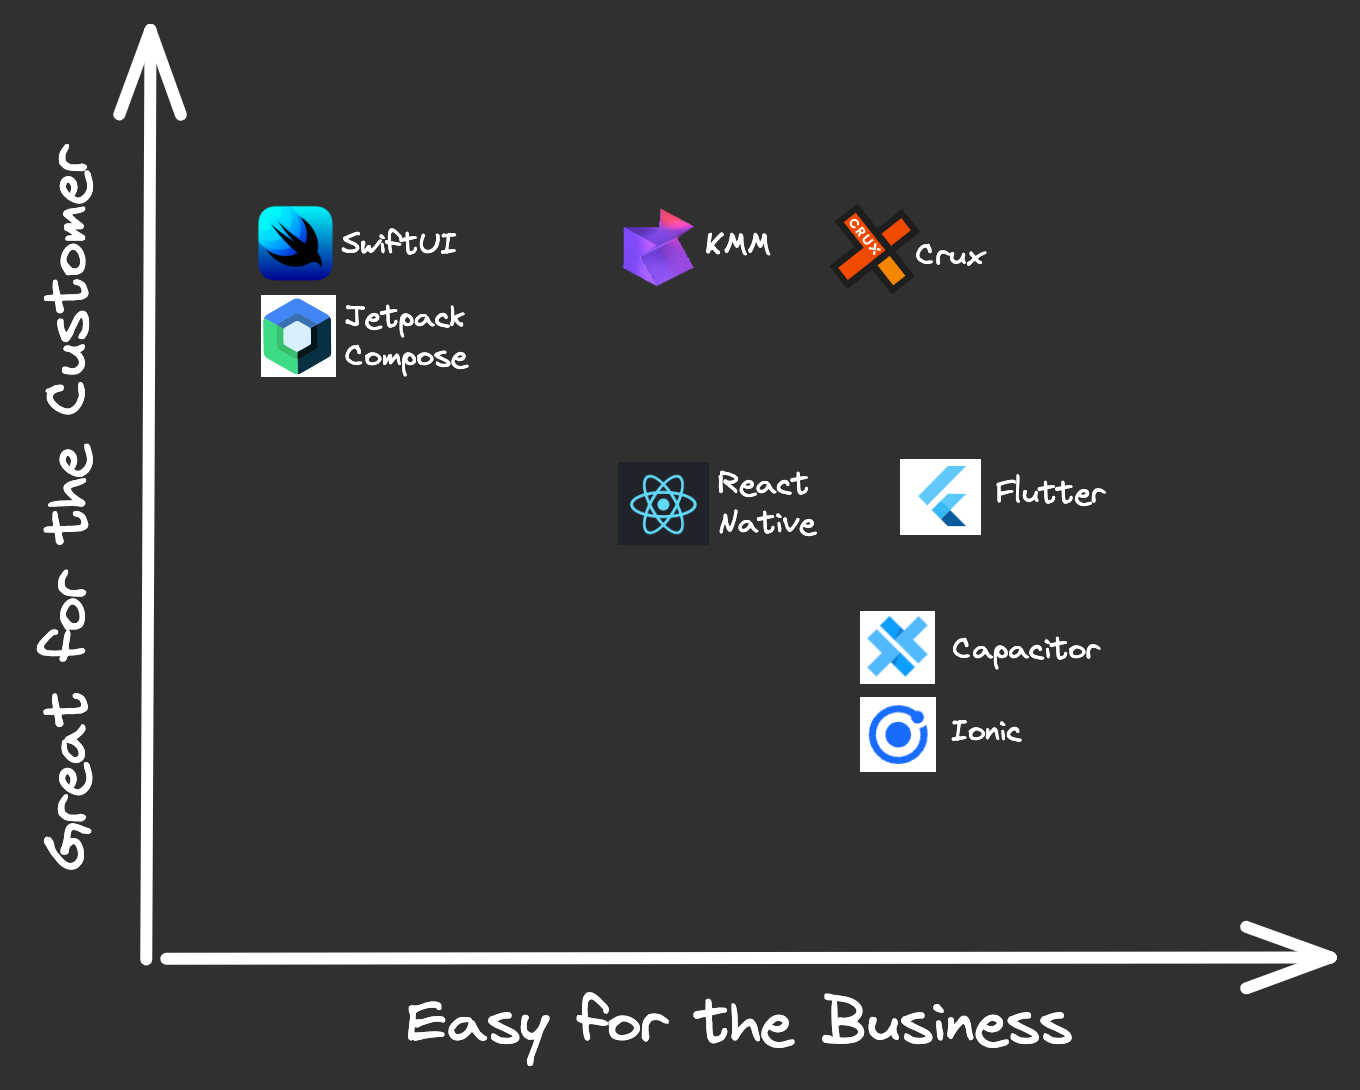 Great for the Customer
SwiftUI
Jetpack
Compose
KMM
CRUX
Crux
React
Native
Flutter
Capacitor
Ionic
Easy for the Business